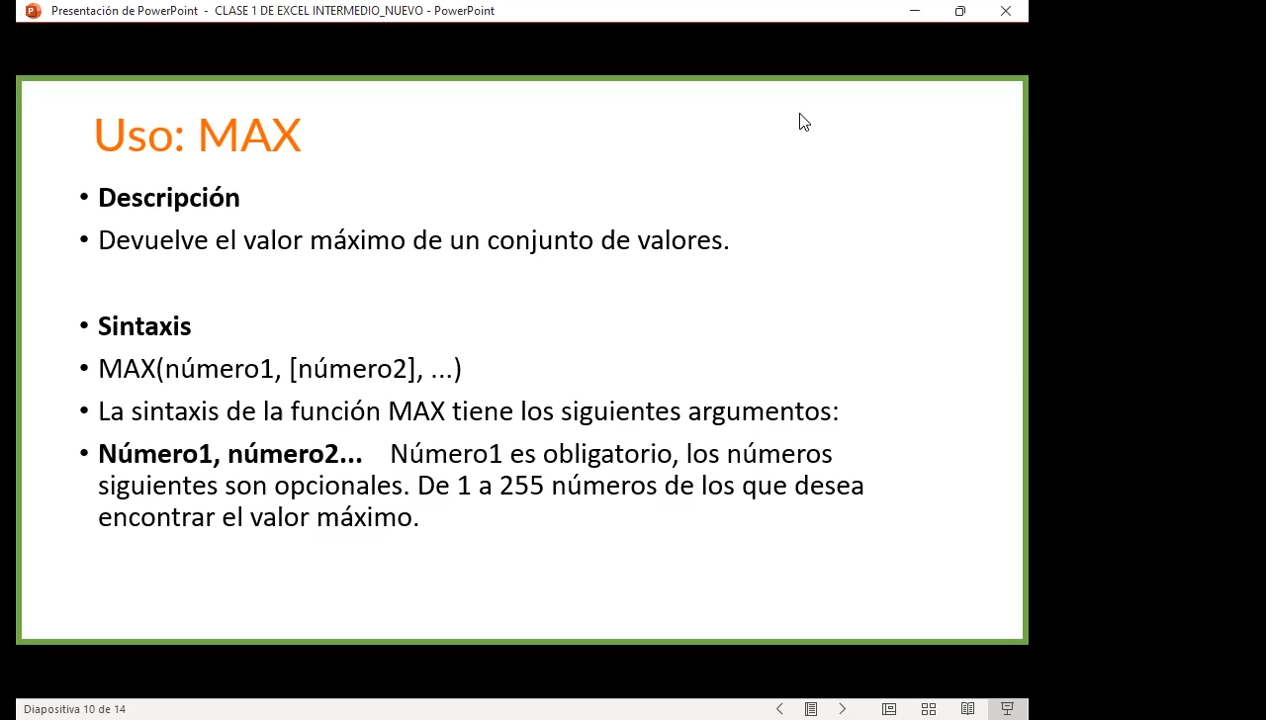 Presentación de PowerPoint - CLASE 1 DE EXCEL INTERMEDIO_NUEVO - PowerPoint
Uso: MAX
• Descripción
• Devuelve el valor máximo de un conjunto de valores.
• Sintaxis
• MAX(número1, [número2], ...)
• La sintaxis de la función MAX tiene los siguientes argumentos:
• Número1, número2... Número1 es obligatorio, los números
siguientes son opcionales. De 1 a 255 números de los que desea
encontrar el valor máximo.
Diapositiva 10 de 14